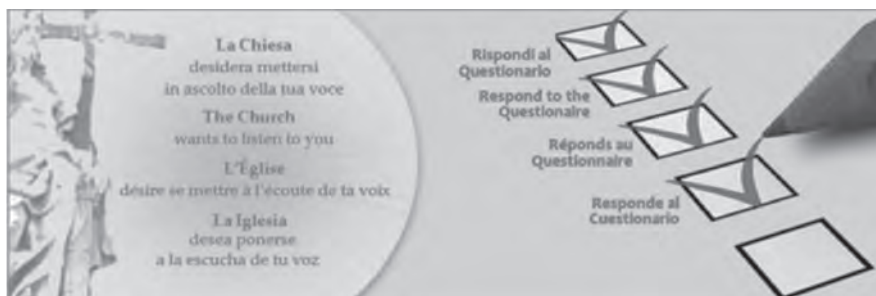 La Chiesa
desidera mettersi
in ascolto della tua voce
The Church
wants to listen to you
L'Église
désire se mettre à l'écoute de ta voix
La Iglesia
desea ponerse
a la escucha de tu voz
Rispondi al
Questionario
Respond to the
Questionaire
Réponds au
Questionnaire
Responde al
Cuestionario